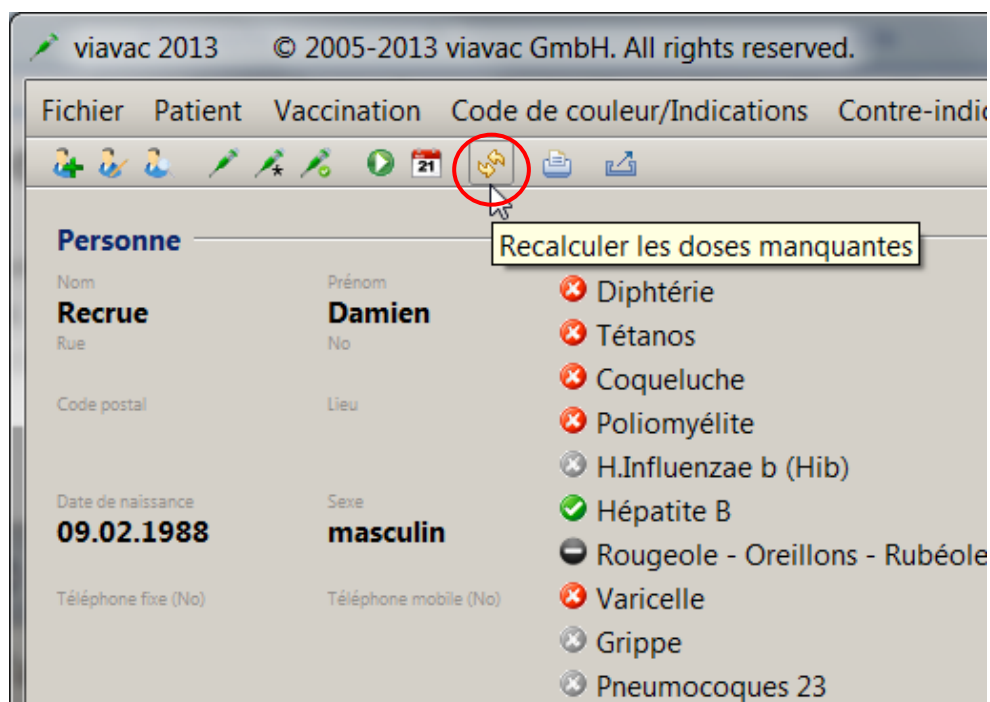 viavac 2013 © 2005-2013 viavac GmbH. All rights reserved.
Fichier Patient Vaccination Code de couleur/Indications
21
Recalculer les doses manquantes
Personne
Nom Prénom
Recrue Damien
Rue No
Code postal Lieu
Date de naissance Sexe
09.02.1988 masculin
Téléphone fixe (No) Téléphone mobile (No)
Diphtérie
Tétanos
Coqueluche
Poliomyélite
H.Influenzae b (Hib)
Hépatite B
Rougeole - Oreillons - Rubéole
Varicelle
Grippe
Pneumocoques 23